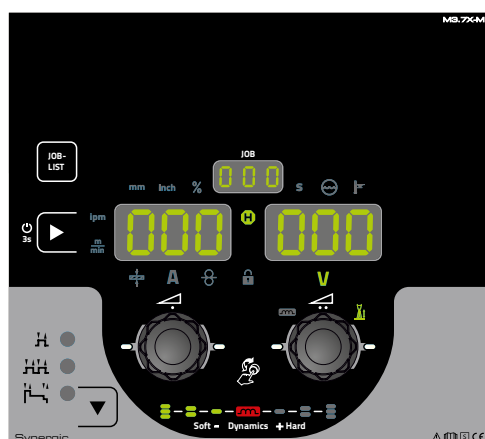 M3.7X-M
JOB-
LIST
JOB
000
mm Inch % s
ipm
m
min
3s
000 H 000
A V
Soft - Dynamics + Hard
Synergic